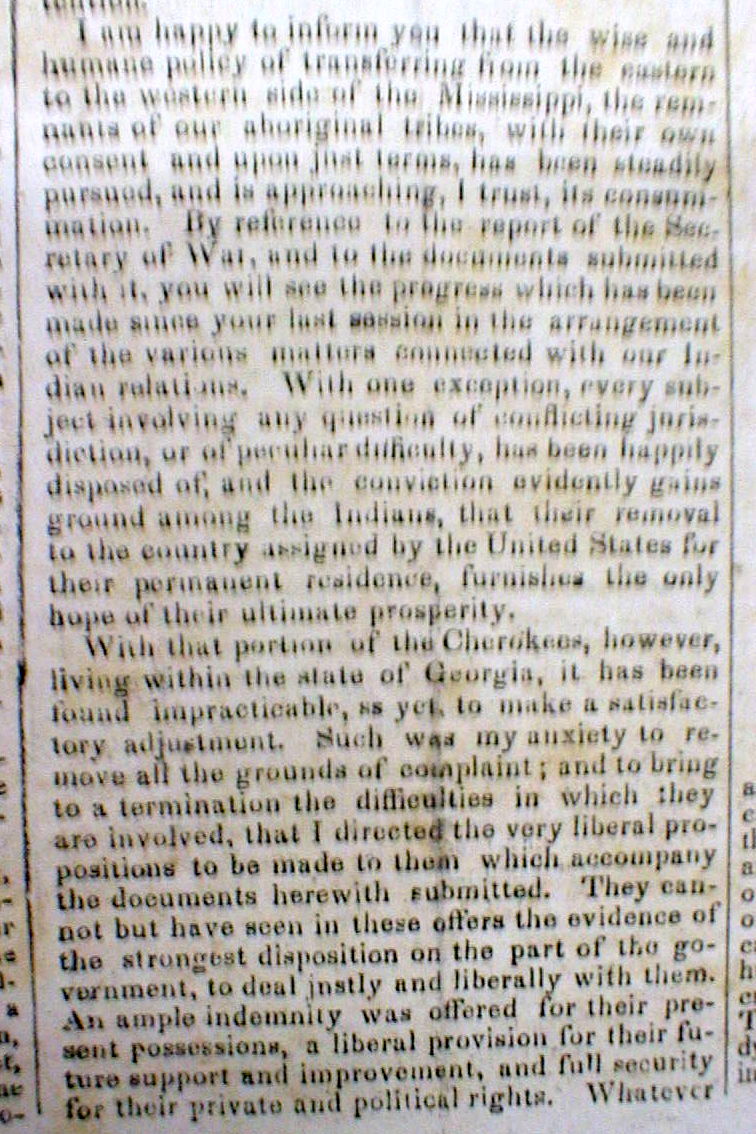 tention.
I am happy to inform you that the wise and
humane policy of transferring from the eastern
to the western side of the Mississippi, the rem-
nants of our aboriginal tribes, with their own
consent and upon just terms, has been steadily
pursued, and is approaching, I trust, its consum-
mation. By reference to the report of the Sec-
retary of War, and to the documents submitted
with it, you will see the progress which has been
made since your last session in the arrangement
of the various matters connected with our In-
dian relations. With one exception, every sub-
ject involving any question of conflicting juris-
diction, or of peculiar difficulty, has been happily
disposed of, and the conviction evidently gains
ground among the Indians, that their removal
to the country assigned by the United States for
their permanent residence, furnishes the only
hope of their ultimate prosperity.
With that portion of the Cherokees, however,
living within the state of Georgia, it has been
found impracticable, as yet, to make a satisfac-
tory adjustment. Such was my anxiety to re-
move all the grounds of complaint; and to bring
to a termination the difficulties in which they
are involved, that I directed the very liberal pro-
positions to be made to them which accompany
the documents herewith submitted. They can-
not but have seen in these offers the evidence of
the strongest disposition on the part of the go-
vernment, to deal justly and liberally with them.
An ample indemnity was offered for their pre-
sent possessions, a liberal provision for their fu-
ture support and improvement, and full security
for their private and political rights. Whatever